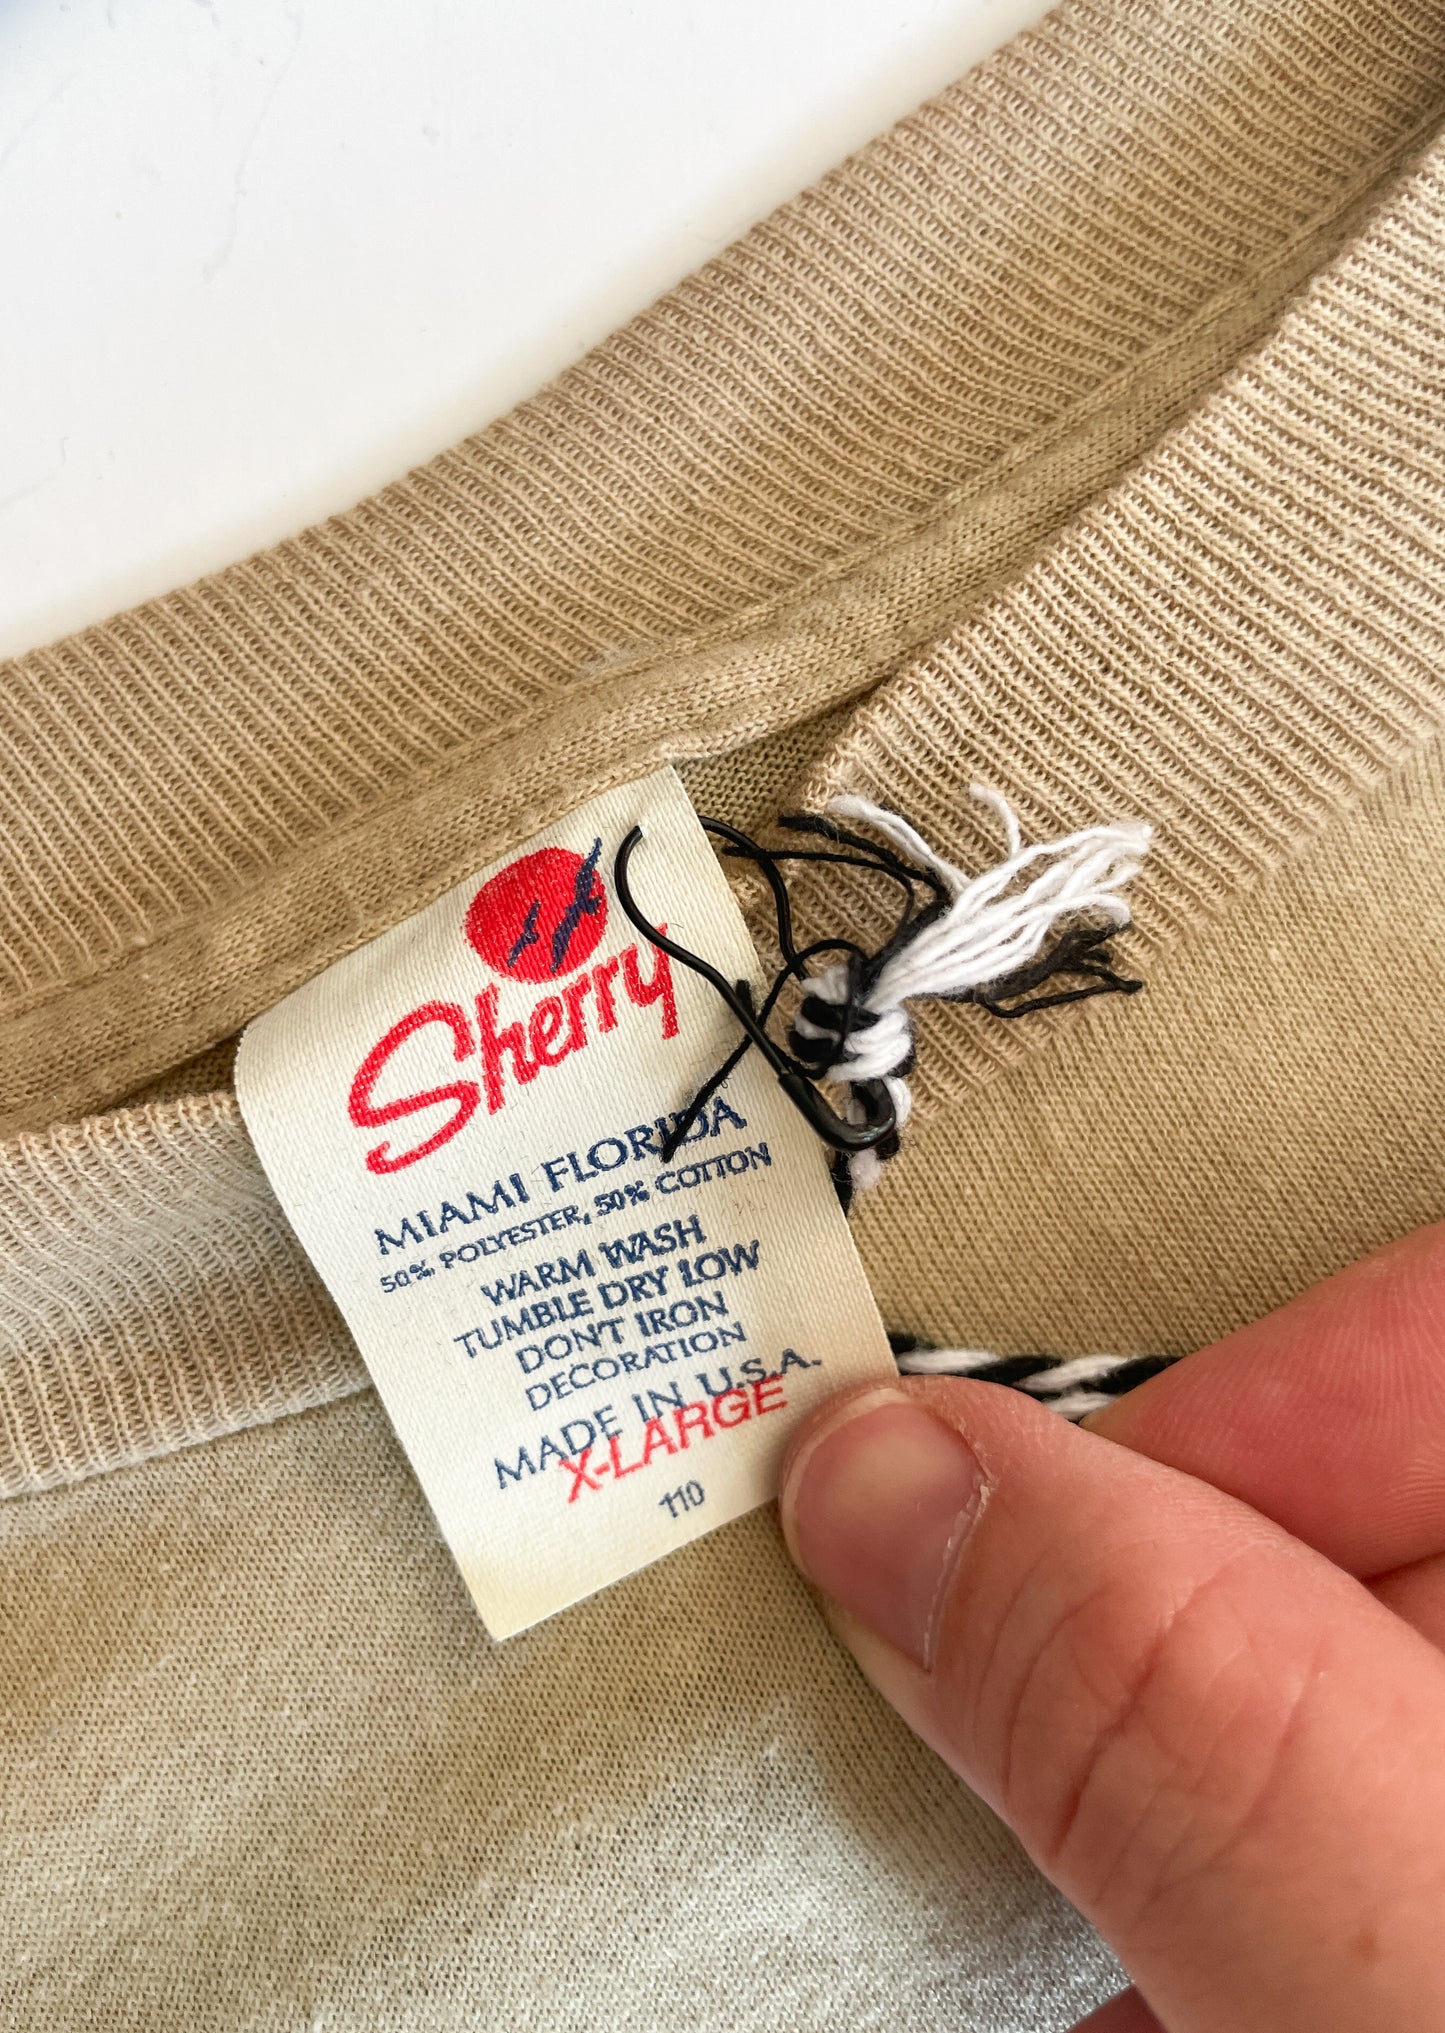 Sherry
MIAMI FLORIDA
50% POLYESTER, 50% COTTON
WARM WASH
TUMBLE DRY LOW
DON'T IRON
DECORATION
MADE IN U.S.A.
X-LARGE
110